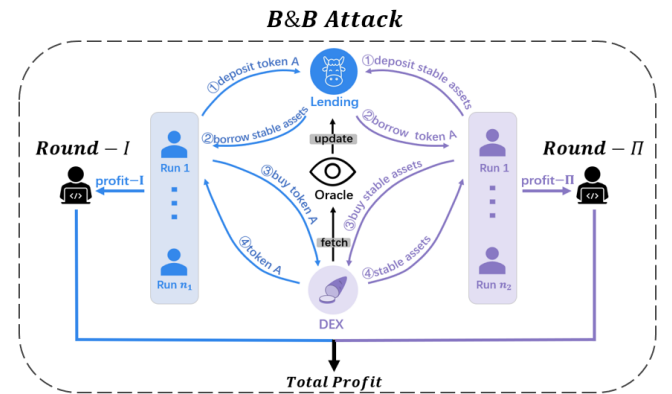 B&B Attack
①deposit token A
Lending
①deposit stable assets
②borrow stable assets
②borrow token A
update
Round - I
Run 1
Round - Π
Run 1
profit-I
③buy token A
Oracle
③buy stable assets
profit-Π
fetch
④token A
④stable assets
Run n₁
DEX
Run n₂
Total Profit